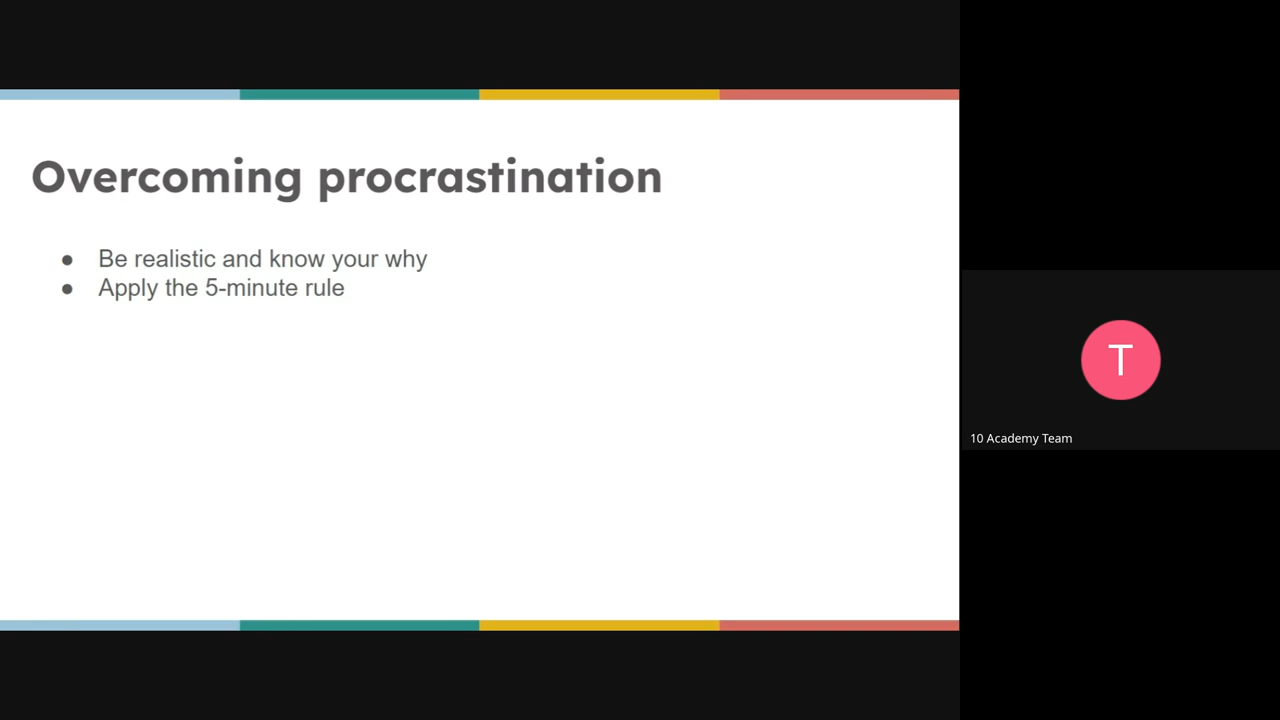 Overcoming procrastination
● Be realistic and know your why
● Apply the 5-minute rule
T
10 Academy Team